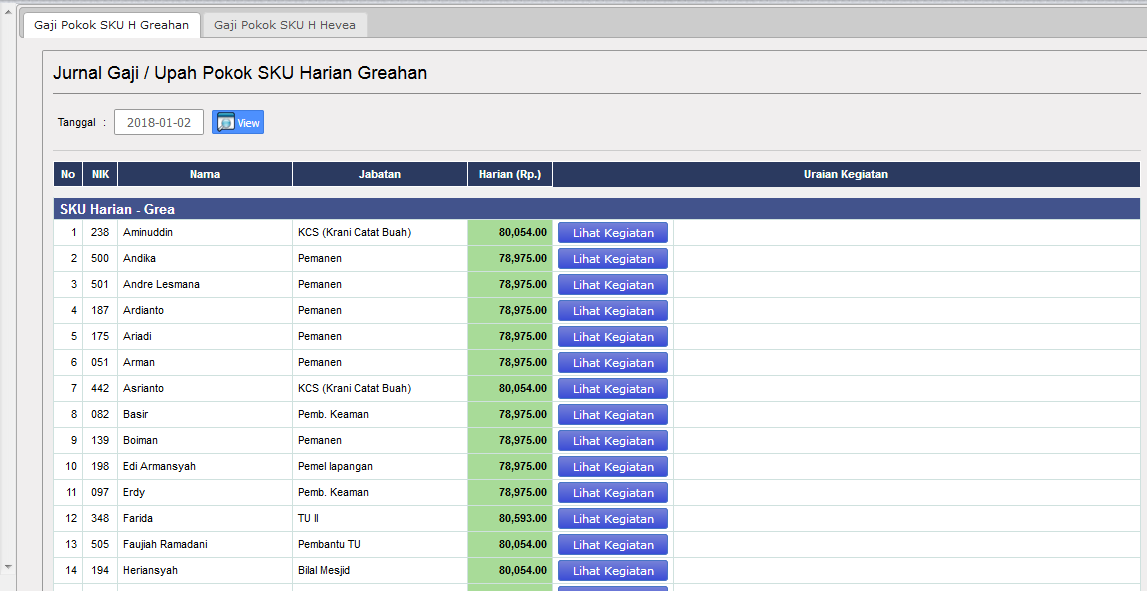 Gaji Pokok SKU H Greahan Gaji Pokok SKU H Hevea
Jurnal Gaji / Upah Pokok SKU Harian Greahan
Tanggal : 2018-01-02 View
No NIK Nama Jabatan Harian (Rp.) Uraian Kegiatan
SKU Harian - Grea
1 238 Aminuddin KCS (Krani Catat Buah) 80,054.00 Lihat Kegiatan
2 500 Andika Pemanen 78,975.00 Lihat Kegiatan
3 501 Andre Lesmana Pemanen 78,975.00 Lihat Kegiatan
4 187 Ardianto Pemanen 78,975.00 Lihat Kegiatan
5 175 Ariadi Pemanen 78,975.00 Lihat Kegiatan
6 051 Arman Pemanen 78,975.00 Lihat Kegiatan
7 442 Asrianto KCS (Krani Catat Buah) 80,054.00 Lihat Kegiatan
8 082 Basir Pemb. Keaman 78,975.00 Lihat Kegiatan
9 139 Boiman Pemanen 78,975.00 Lihat Kegiatan
10 198 Edi Armansyah Pemel lapangan 78,975.00 Lihat Kegiatan
11 097 Erdy Pemb. Keaman 78,975.00 Lihat Kegiatan
12 348 Farida TU II 80,593.00 Lihat Kegiatan
13 505 Faujiah Ramadani Pembantu TU 80,054.00 Lihat Kegiatan
14 194 Heriansyah Bilal Mesjid 80,054.00 Lihat Kegiatan